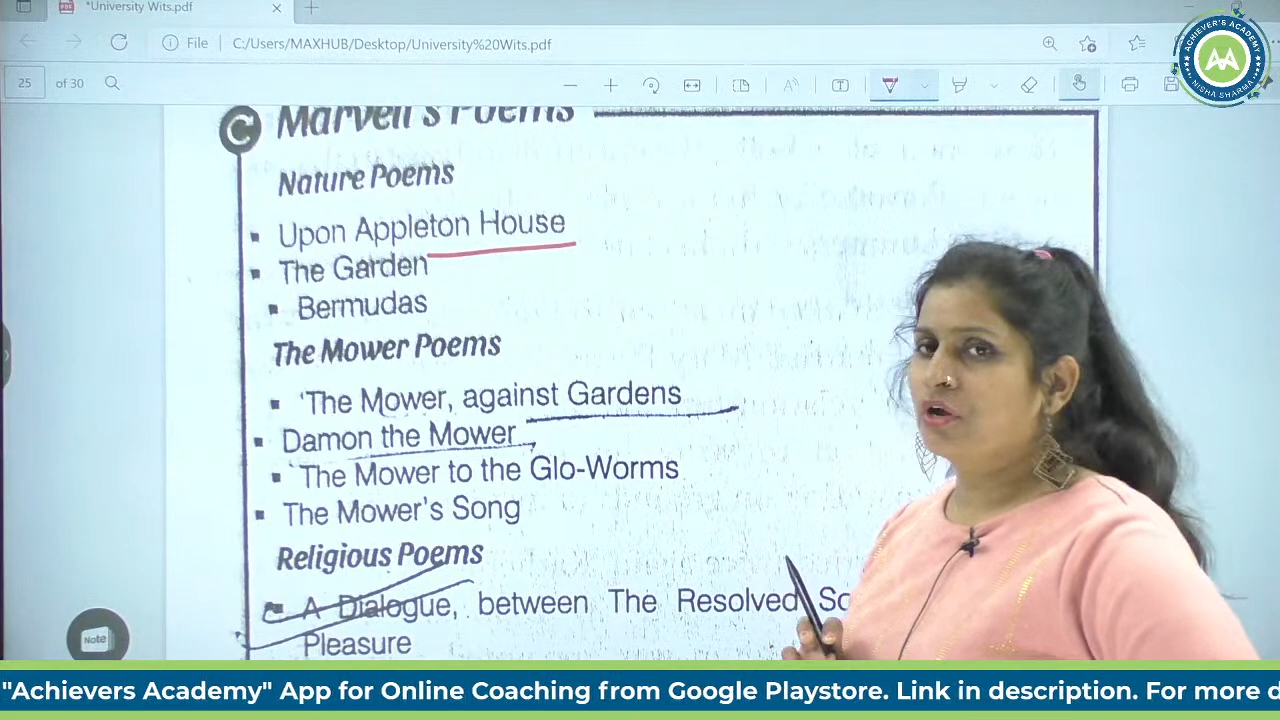 *University Wits.pdf
File C:/Users/MAXHUB/Desktop/University%20Wits.pdf
25 of 30
ACHIEVER'S ACADEMY
AA
NISHA SHARMA
C Marvell's Poems
Nature Poems
Upon Appleton House
The Garden
Bermudas
The Mower Poems
'The Mower, against Gardens
Damon the Mower
'The Mower to the Glo-Worms
The Mower's Song
Religious Poems
A Dialogue, between The Resolved So
Pleasure
Note
"Achievers Academy" App for Online Coaching from Google Playstore. Link in description. For more d